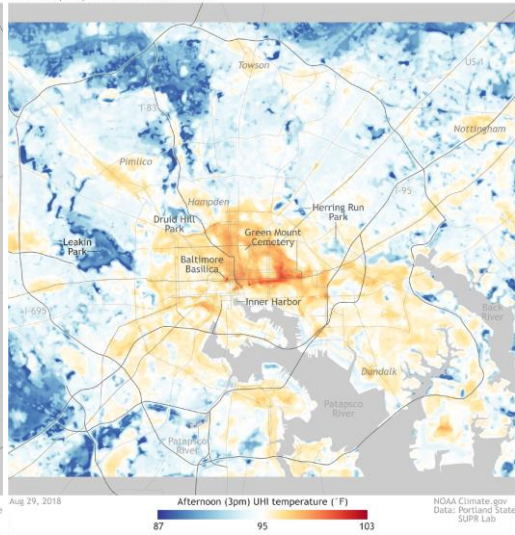 Towson
US-1
I-83
Nottingham
Pimlico
I-95
Hampden
Herring Run
Park
Druid Hill
Park
Green Mount
Cemetery
Leakin
Park
Baltimore
Basilica
Inner Harbor
Back
River
I-695
Dundalk
Patapsco
River
Patapsco
River
Aug 29, 2018
Afternoon (3pm) UHI temperature (°F)
87
95
103
NOAA Climate.gov
Data: Portland State
SUPR Lab